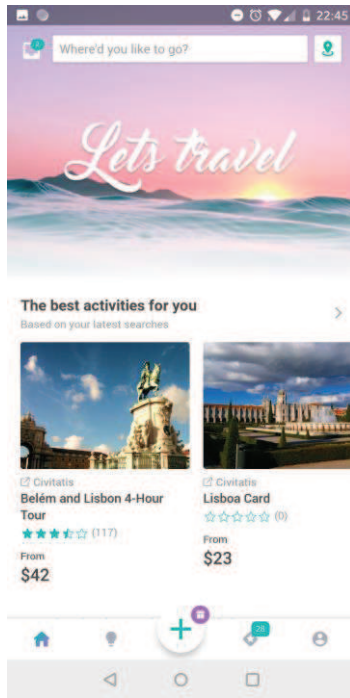 22:45
Where'd you like to go?
Lets travel
The best activities for you
Based on your latest searches
Civitatis
Belém and Lisbon 4-Hour
Tour
(117)
From
$42
Civitatis
Lisboa Card
(0)
From
$23
28